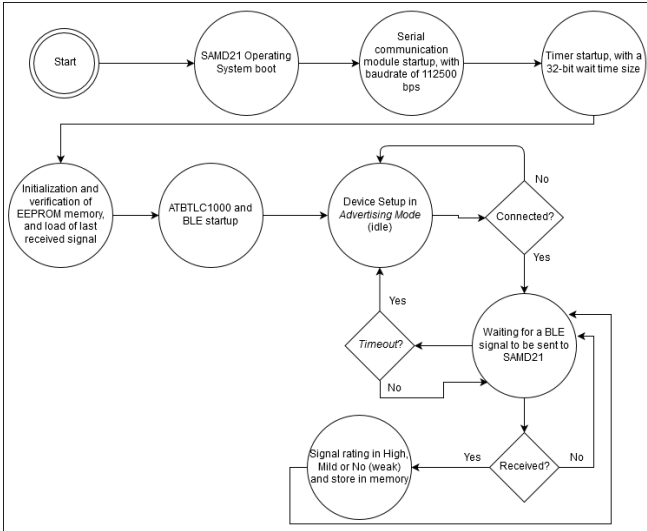 Start
SAMD21 Operating
System boot
Serial
communication
module startup, with
baudrate of 112500
bps
Timer startup, with a
32-bit wait time size
Initialization and
verification of
EEPROM memory,
and load of last
received signal
ATBTLC1000 and
BLE startup
Device Setup in
Advertising Mode
(idle)
No
Connected?
Yes
Waiting for a BLE
signal to be sent to
SAMD21
Yes
Timeout?
No
Received?
No
Yes
Signal rating in High,
Mild or No (weak)
and store in memory